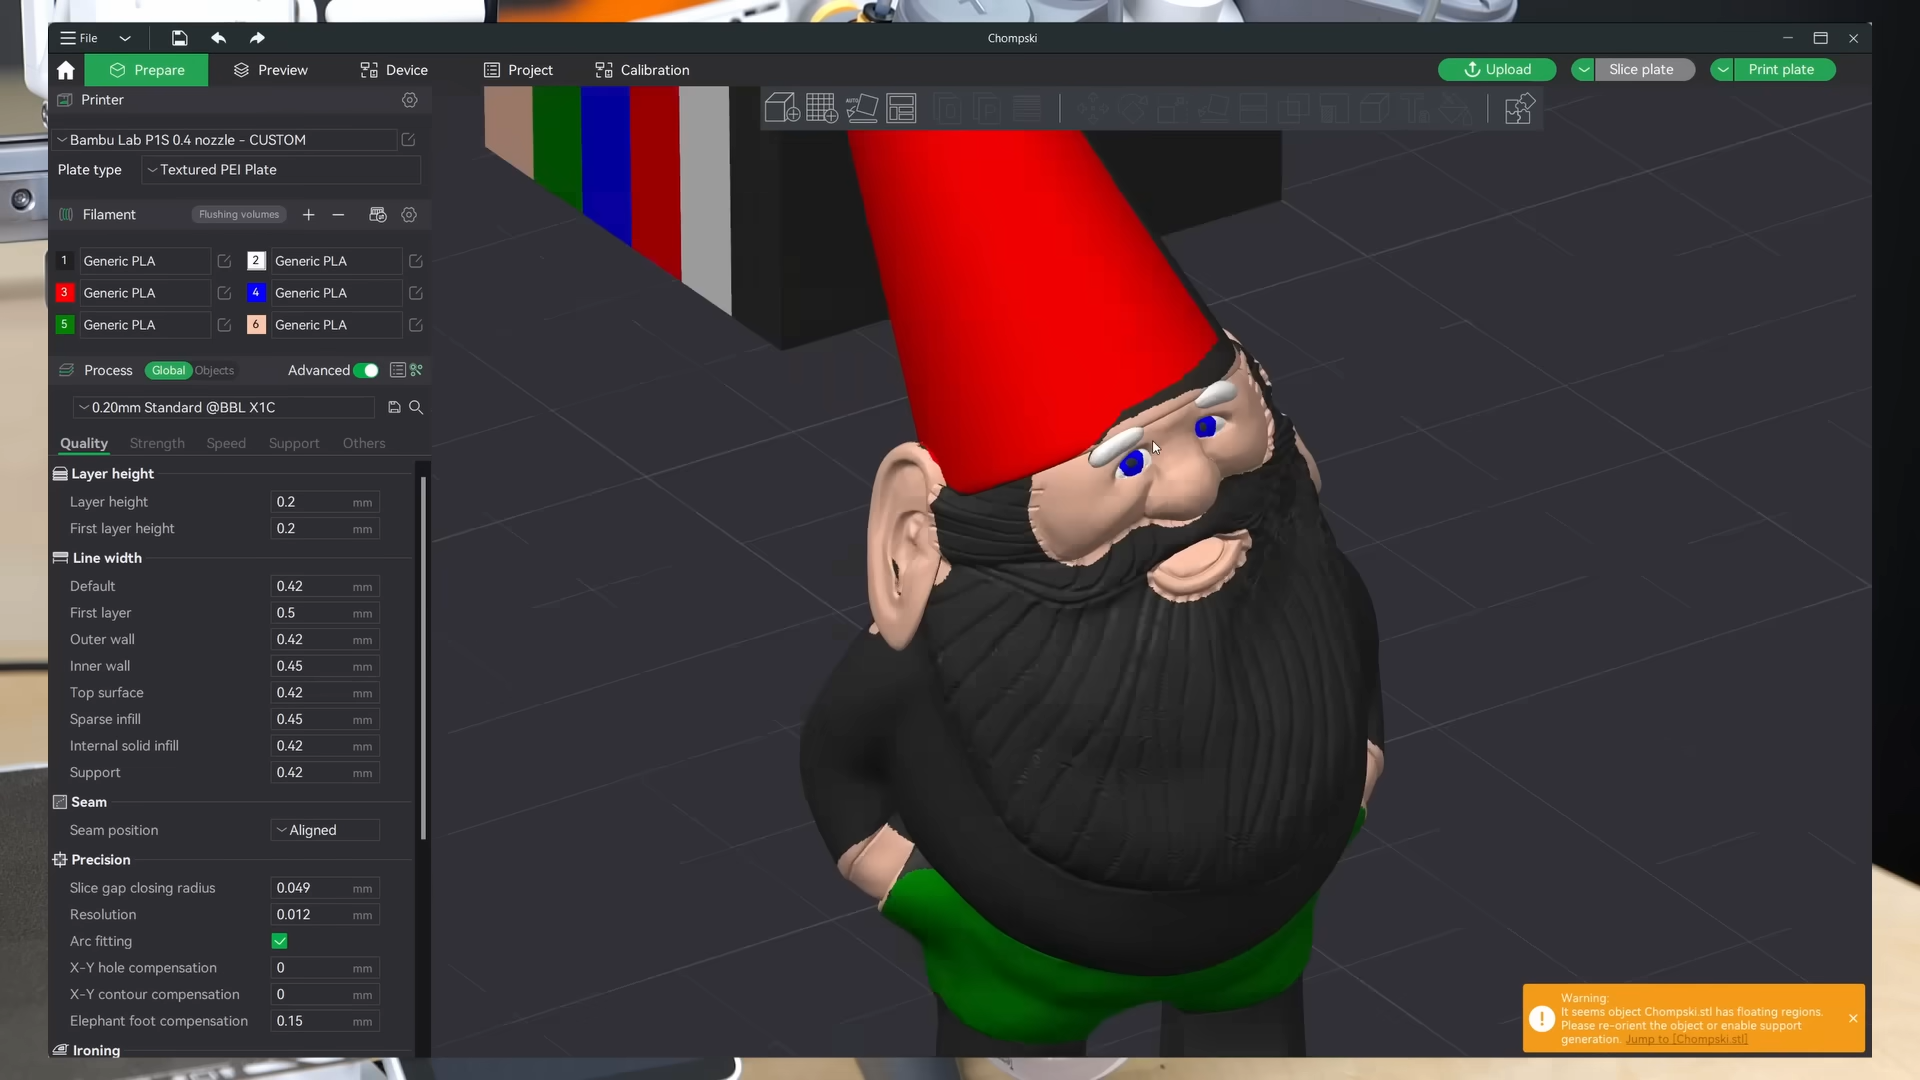 File
Chompski
Prepare
Preview
Device
Project
Calibration
Upload
Slice plate
Print plate
Printer
AUTO
Bambu Lab P1S 0.4 nozzle - CUSTOM
Plate type
Textured PEI Plate
Filament
Flushing volumes
1 Generic PLA
2 Generic PLA
3 Generic PLA
4 Generic PLA
5 Generic PLA
6 Generic PLA
Process
Global
Objects
Advanced
0.20mm Standard @BBL X1C
Quality
Strength
Speed
Support
Others
Layer height
Layer height 0.2 mm
First layer height 0.2 mm
Line width
Default 0.42 mm
First layer 0.5 mm
Outer wall 0.42 mm
Inner wall 0.45 mm
Top surface 0.42 mm
Sparse infill 0.45 mm
Internal solid infill 0.42 mm
Support 0.42 mm
Seam
Seam position Aligned
Precision
Slice gap closing radius 0.049 mm
Resolution 0.012 mm
Arc fitting
X-Y hole compensation 0 mm
X-Y contour compensation 0 mm
Elephant foot compensation 0.15 mm
Ironing
Warning:
It seems object Chompski.stl has floating regions.
Please re-orient the object or enable support
generation. Jump to [Chompski.stl]